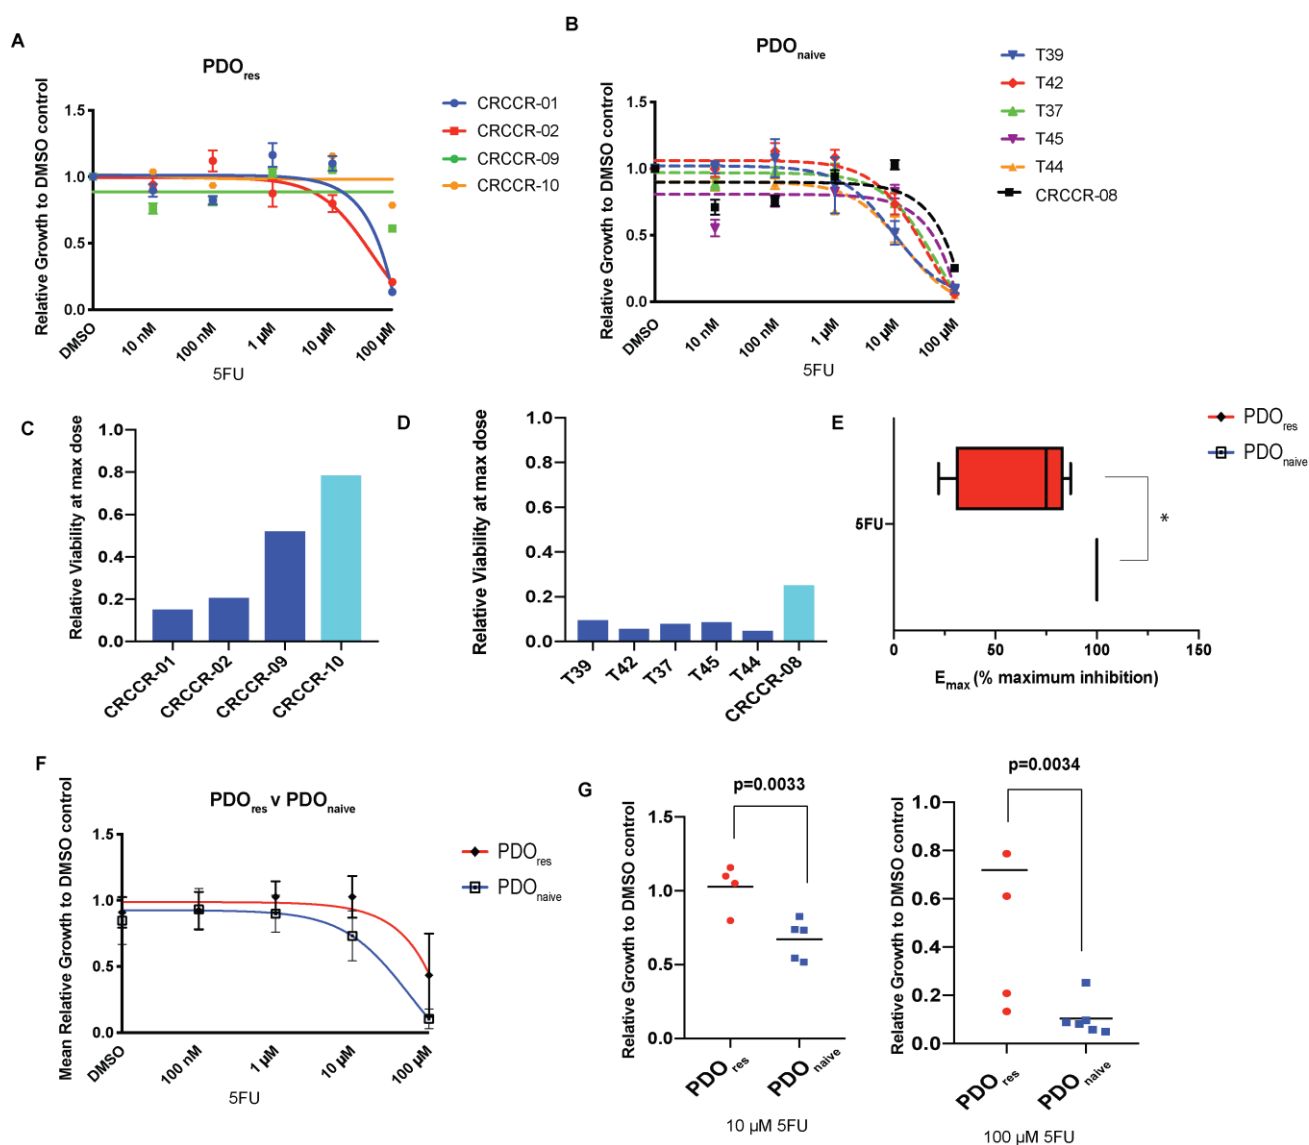 A
PDOres
Relative Growth to DMSO control
1.5
1.0
0.5
0.0
DMSO
10 nM
100 nM
1 µM
10 µM
100 µM
5FU
CRCCR-01
CRCCR-02
CRCCR-09
CRCCR-10
B
PDOnaive
Relative Growth to DMSO control
1.5
1.0
0.5
0.0
DMSO
10 nM
100 nM
1 µM
10 µM
100 µM
5FU
T39
T42
T37
T45
T44
CRCCR-08
C
Relative Viability at max dose
1.0
0.8
0.6
0.4
0.2
0.0
CRCCR-01
CRCCR-02
CRCCR-09
CRCCR-10
D
Relative Viability at max dose
1.0
0.8
0.6
0.4
0.2
0.0
T39
T42
T37
T45
T44
CRCCR-08
E
5FU
*
0
50
100
150
Emax (% maximum inhibition)
PDOres
PDOnaive
F
PDOres v PDOnaive
Mean Relative Growth to DMSO control
1.5
1.0
0.5
0.0
DMSO
100 nM
1 µM
10 µM
100 µM
5FU
PDOres
PDOnaive
G
p=0.0033
Relative Growth to DMSO control
1.5
1.0
0.5
0.0
PDOres
PDOnaive
10 µM 5FU
p=0.0034
Relative Growth to DMSO control
1.0
0.8
0.6
0.4
0.2
0.0
PDOres
PDOnaive
100 µM 5FU